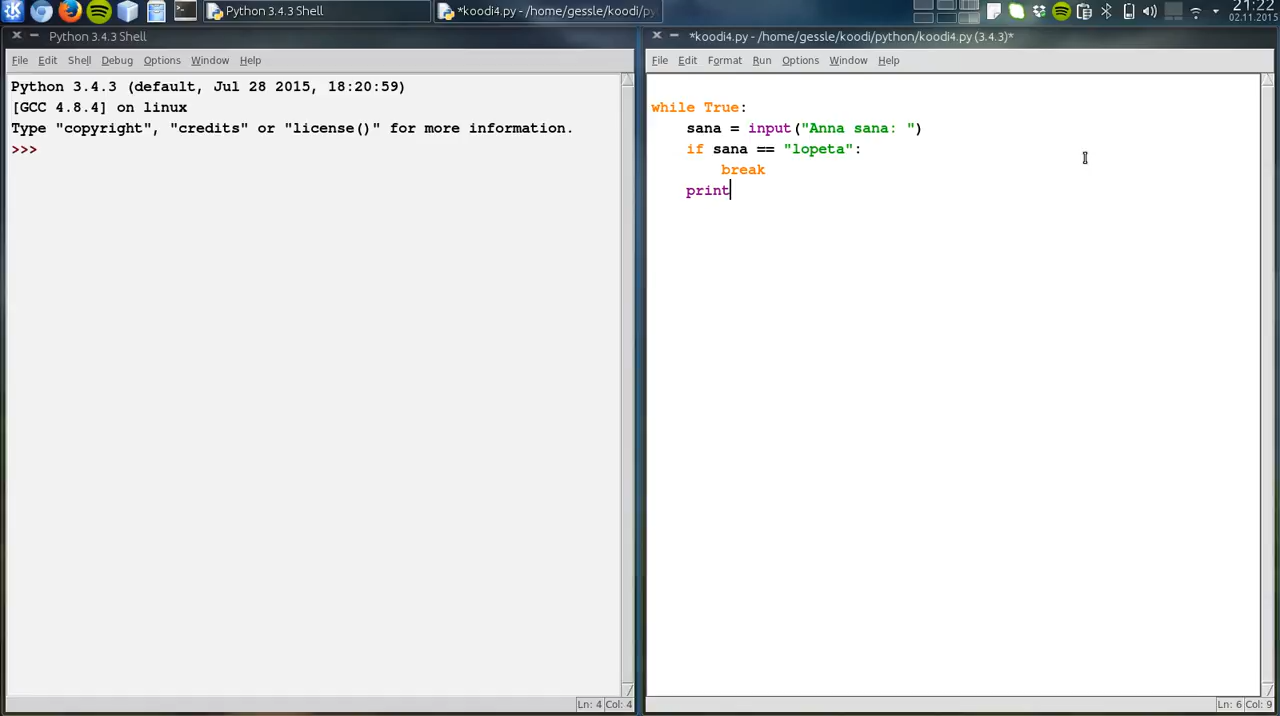 Python 3.4.3 Shell
*koodi4.py - /home/gessle/koodi/py
21:22
02.11.2015
Python 3.4.3 Shell
File Edit Shell Debug Options Window Help
Python 3.4.3 (default, Jul 28 2015, 18:20:59)
[GCC 4.8.4] on linux
Type "copyright", "credits" or "license()" for more information.
>>>
Ln: 4 Col: 4
*koodi4.py - /home/gessle/koodi/python/koodi4.py (3.4.3)*
File Edit Format Run Options Window Help
while True:
    sana = input("Anna sana: ")
    if sana == "lopeta":
        break
    print
Ln: 6 Col: 9